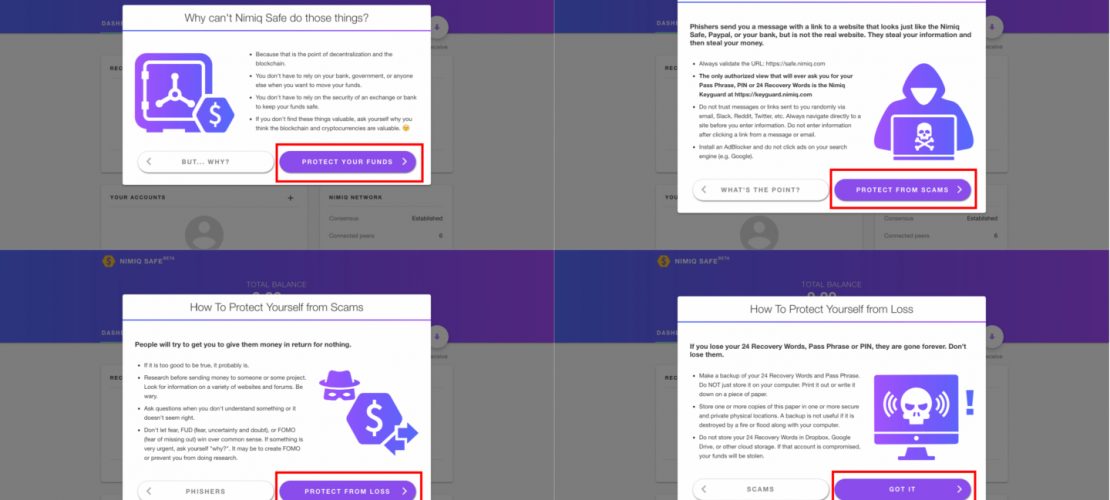 DASHE
eceive
REC
Why can't Nimiq Safe do those things?
Because that is the point of decentralization and the
blockchain.
You don't have to rely on your bank, government, or anyone
else when you want to move your funds.
You don't have to rely on the security of an exchange or bank
to keep your funds safe.
If you don't find these things valuable, ask yourself why you
think the blockchain and cryptocurrencies are valuable. 😉
$
BUT... WHY?
PROTECT YOUR FUNDS
YOUR ACCOUNTS
+
NIMIQ NETWORK
Consensus
Established
Connected peers
6
DASHE
eceive
REC
Phishers send you a message with a link to a website that looks just like the Nimiq
Safe, Paypal, or your bank, but is not the real website. They steal your information and
then steal your money.
Always validate the URL: https://safe.nimiq.com
The only authorized view that will ever ask you for your
Pass Phrase, PIN or 24 Recovery Words is the Nimiq
Keyguard at https://keyguard.nimiq.com
Do not trust messages or links sent to you randomly via
email, Slack, Reddit, Twitter, etc. Always navigate directly to a
site before you enter information. Do not enter information
after clicking a link from a message or email.
Install an AdBlocker and do not click ads on your search
engine (e.g. Google).
WHAT'S THE POINT?
PROTECT FROM SCAMS
YOUR ACCOUNTS
+
NIMIQ NETWORK
Consensus
Established
Connected peers
6
NIMIQ SAFE BETA
TOTAL BALANCE
DASHE
eceive
REC
How To Protect Yourself from Scams
People will try to get you to give them money in return for nothing.
If it is too good to be true, it probably is.
Research before sending money to someone or some project.
Look for information on a variety of websites and forums. Be
wary.
Ask questions when you don't understand something or it
doesn't seem right.
Don't let fear, FUD (fear, uncertainty and doubt), or FOMO
(fear of missing out) win over common sense. If something is
very urgent, ask yourself "why?". It may be to create FOMO
or prevent you from doing research.
$
PHISHERS
PROTECT FROM LOSS
NIMIQ SAFE BETA
TOTAL BALANCE
DASHE
eceive
REC
How To Protect Yourself from Loss
If you lose your 24 Recovery Words, Pass Phrase or PIN, they are gone forever. Don't
lose them.
Make a backup of your 24 Recovery Words and Pass Phrase.
Do NOT just store it on your computer. Print it out or write it
down on a piece of paper.
Store one or more copies of this paper in one or more secure
and private physical locations. A backup is not useful if it is
destroyed by a fire or flood along with your computer.
Do not store your 24 Recovery Words in Dropbox, Google
Drive, or other cloud storage. If that account is compromised,
your funds will be stolen.
!
SCAMS
GOT IT